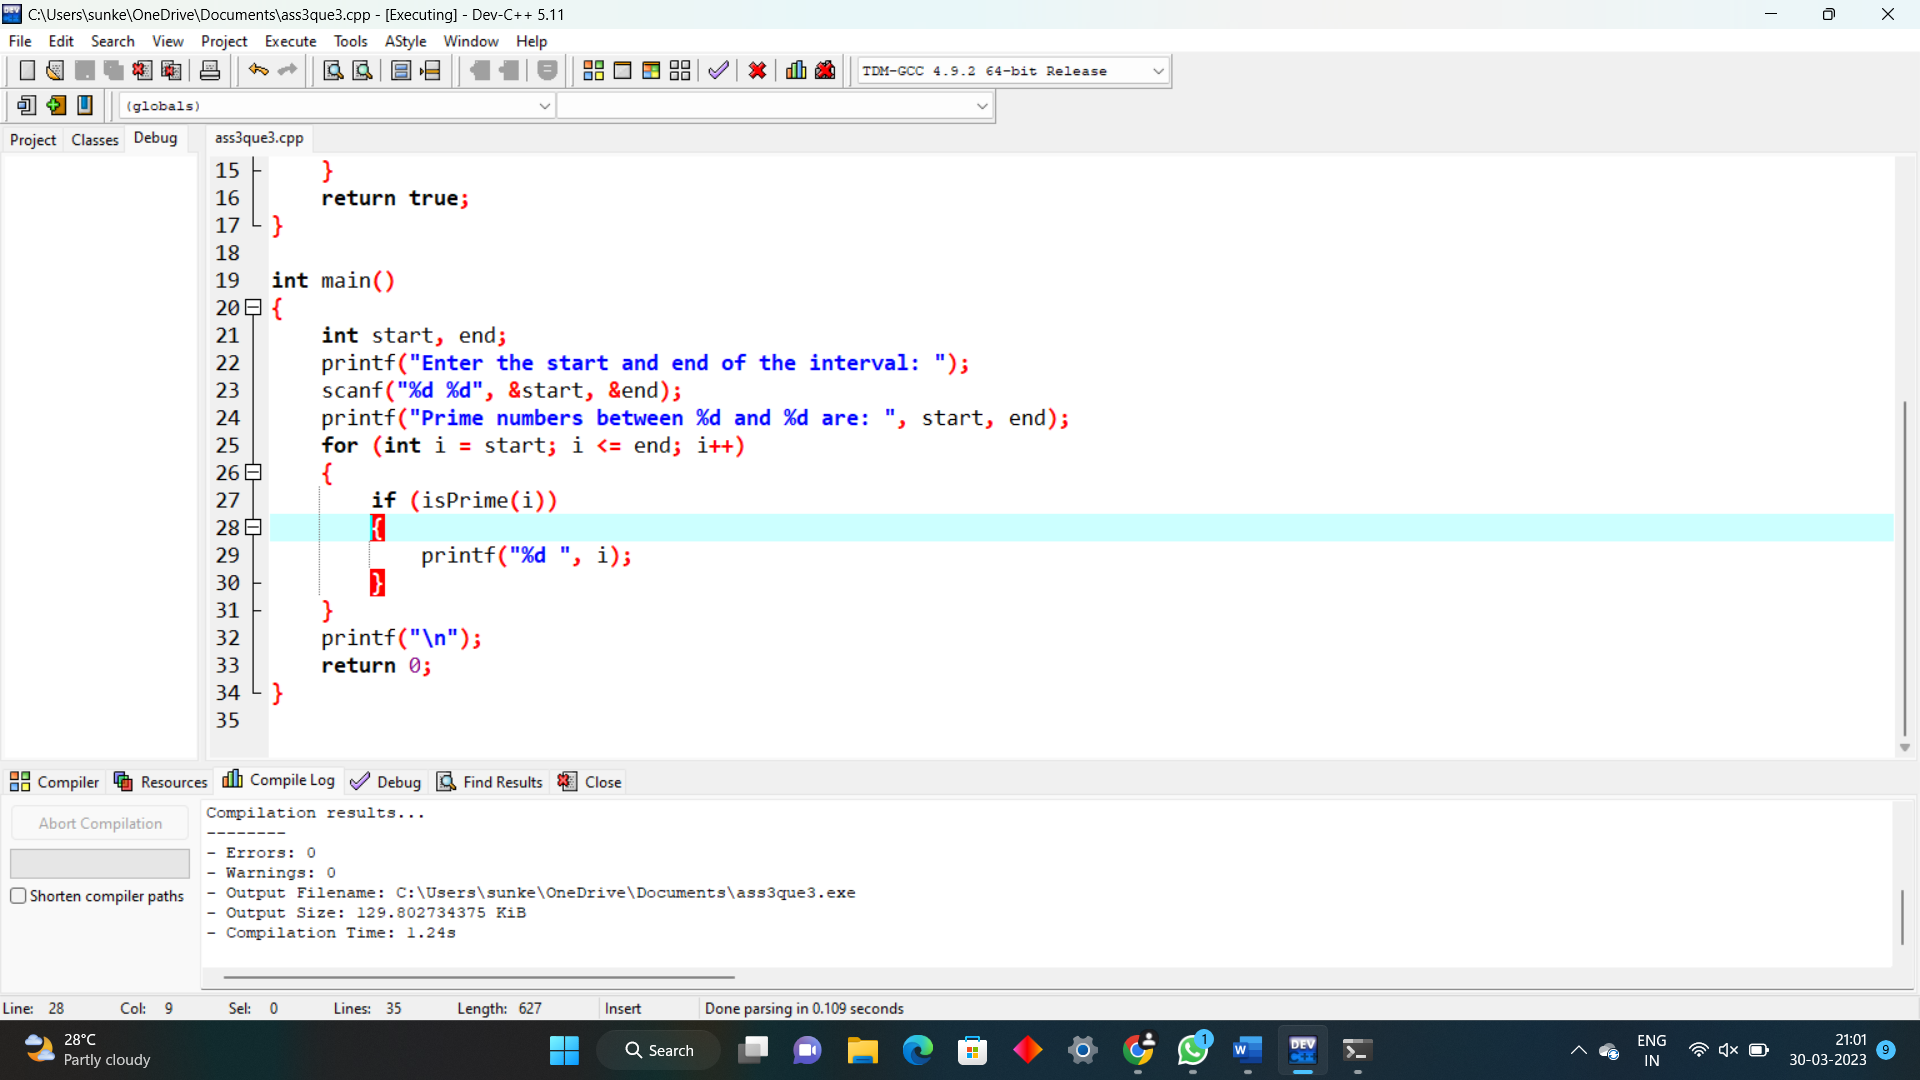 C:\Users\sunke\OneDrive\Documents\ass3que3.cpp - [Executing] - Dev-C++ 5.11
File Edit Search View Project Execute Tools AStyle Window Help
TDM-GCC 4.9.2 64-bit Release
(globals)
Project Classes Debug ass3que3.cpp
15 }
16 return true;
17 }
18
19 int main()
20 {
21 int start, end;
22 printf("Enter the start and end of the interval: ");
23 scanf("%d %d", &start, &end);
24 printf("Prime numbers between %d and %d are: ", start, end);
25 for (int i = start; i <= end; i++)
26 {
27 if (isPrime(i))
28 {
29 printf("%d ", i);
30 }
31 }
32 printf("\n");
33 return 0;
34 }
35
Compiler Resources Compile Log Debug Find Results Close
Abort Compilation
Shorten compiler paths
Compilation results...
--------
- Errors: 0
- Warnings: 0
- Output Filename: C:\Users\sunke\OneDrive\Documents\ass3que3.exe
- Output Size: 129.802734375 KiB
- Compilation Time: 1.24s
Line: 28 Col: 9 Sel: 0 Lines: 35 Length: 627 Insert Done parsing in 0.109 seconds
28°C
Partly cloudy
Search
1
W
DEV
C++
ENG
IN
21:01
30-03-2023
9